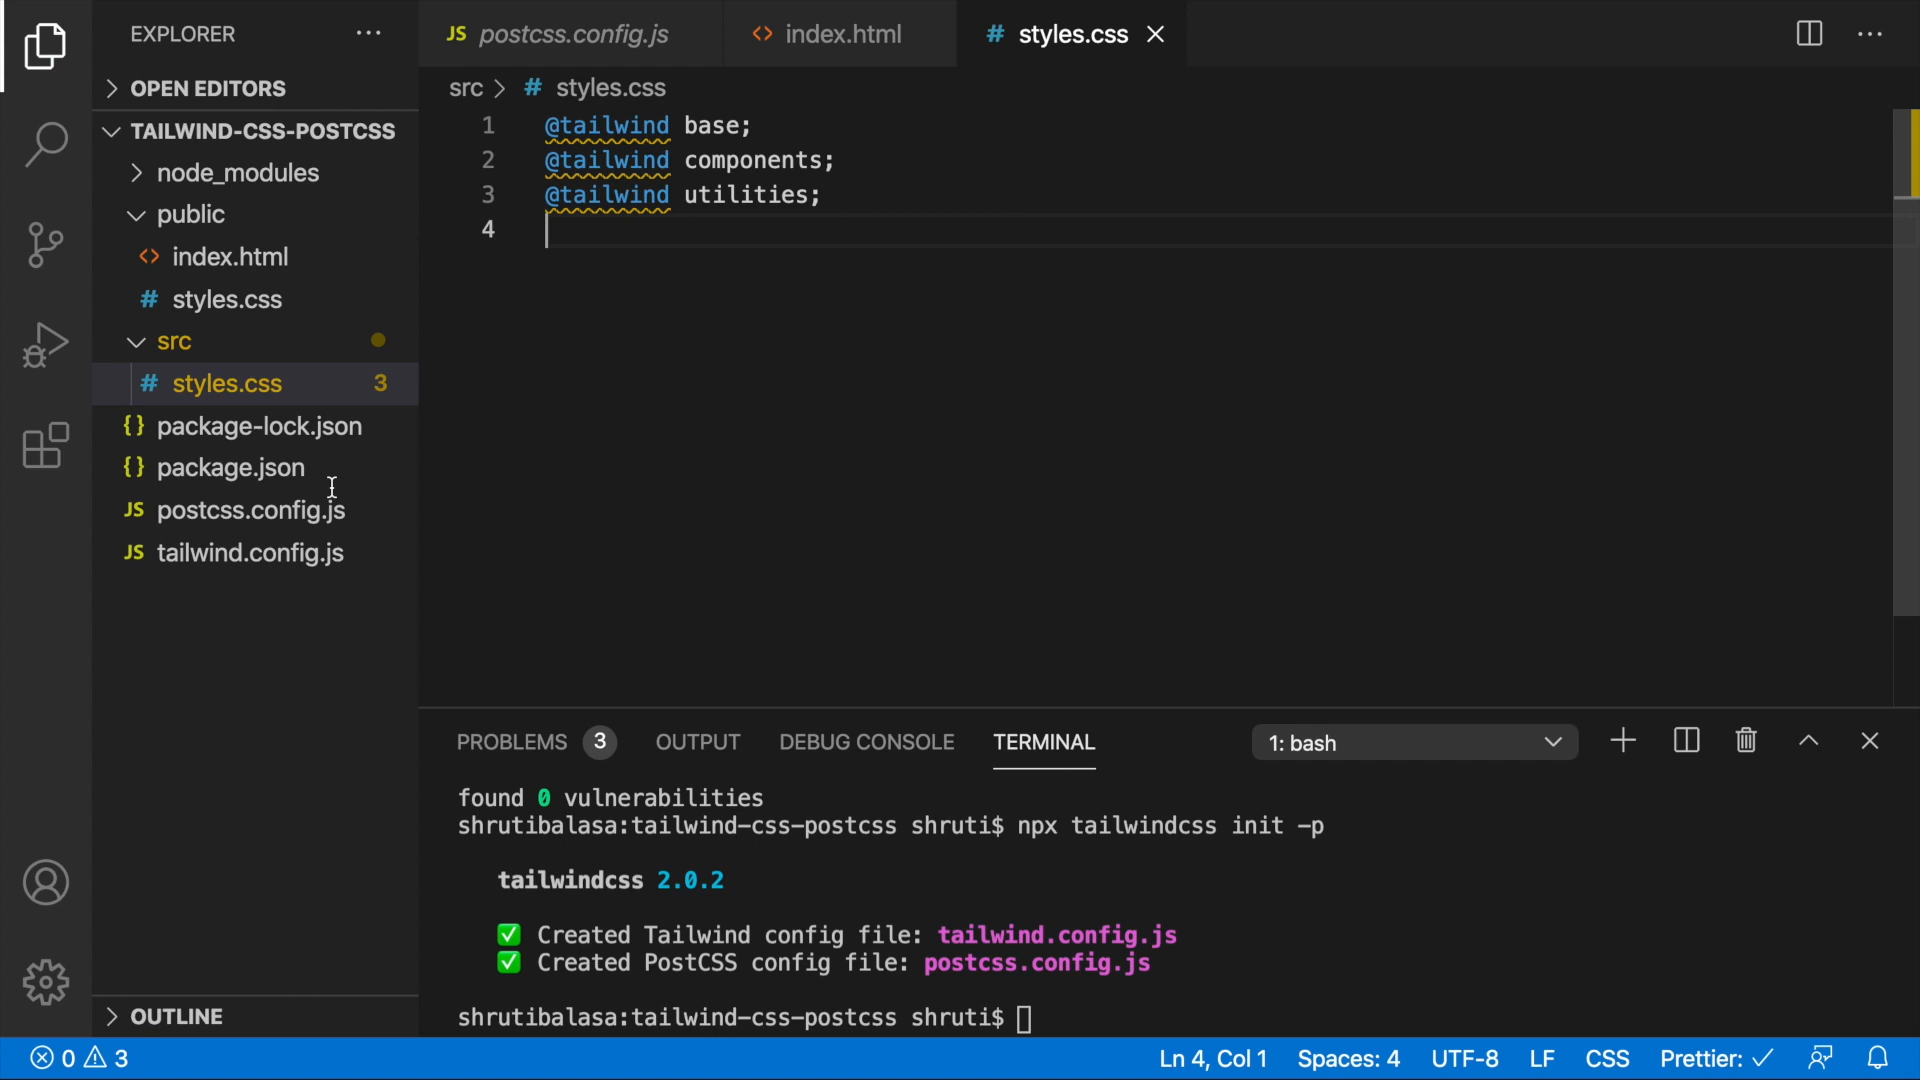 EXPLORER
OPEN EDITORS
TAILWIND-CSS-POSTCSS
node_modules
public
<> index.html
# styles.css
src
# styles.css 3
{} package-lock.json
{} package.json
JS postcss.config.js
JS tailwind.config.js
OUTLINE
JS postcss.config.js
<> index.html
# styles.css
src > # styles.css
1 @tailwind base;
2 @tailwind components;
3 @tailwind utilities;
4
PROBLEMS 3 OUTPUT DEBUG CONSOLE TERMINAL 1: bash
found 0 vulnerabilities
shrutibalasa:tailwind-css-postcss shruti$ npx tailwindcss init -p
tailwindcss 2.0.2
✅ Created Tailwind config file: tailwind.config.js
✅ Created PostCSS config file: postcss.config.js
shrutibalasa:tailwind-css-postcss shruti$
0 3 Ln 4, Col 1 Spaces: 4 UTF-8 LF CSS Prettier: ✓